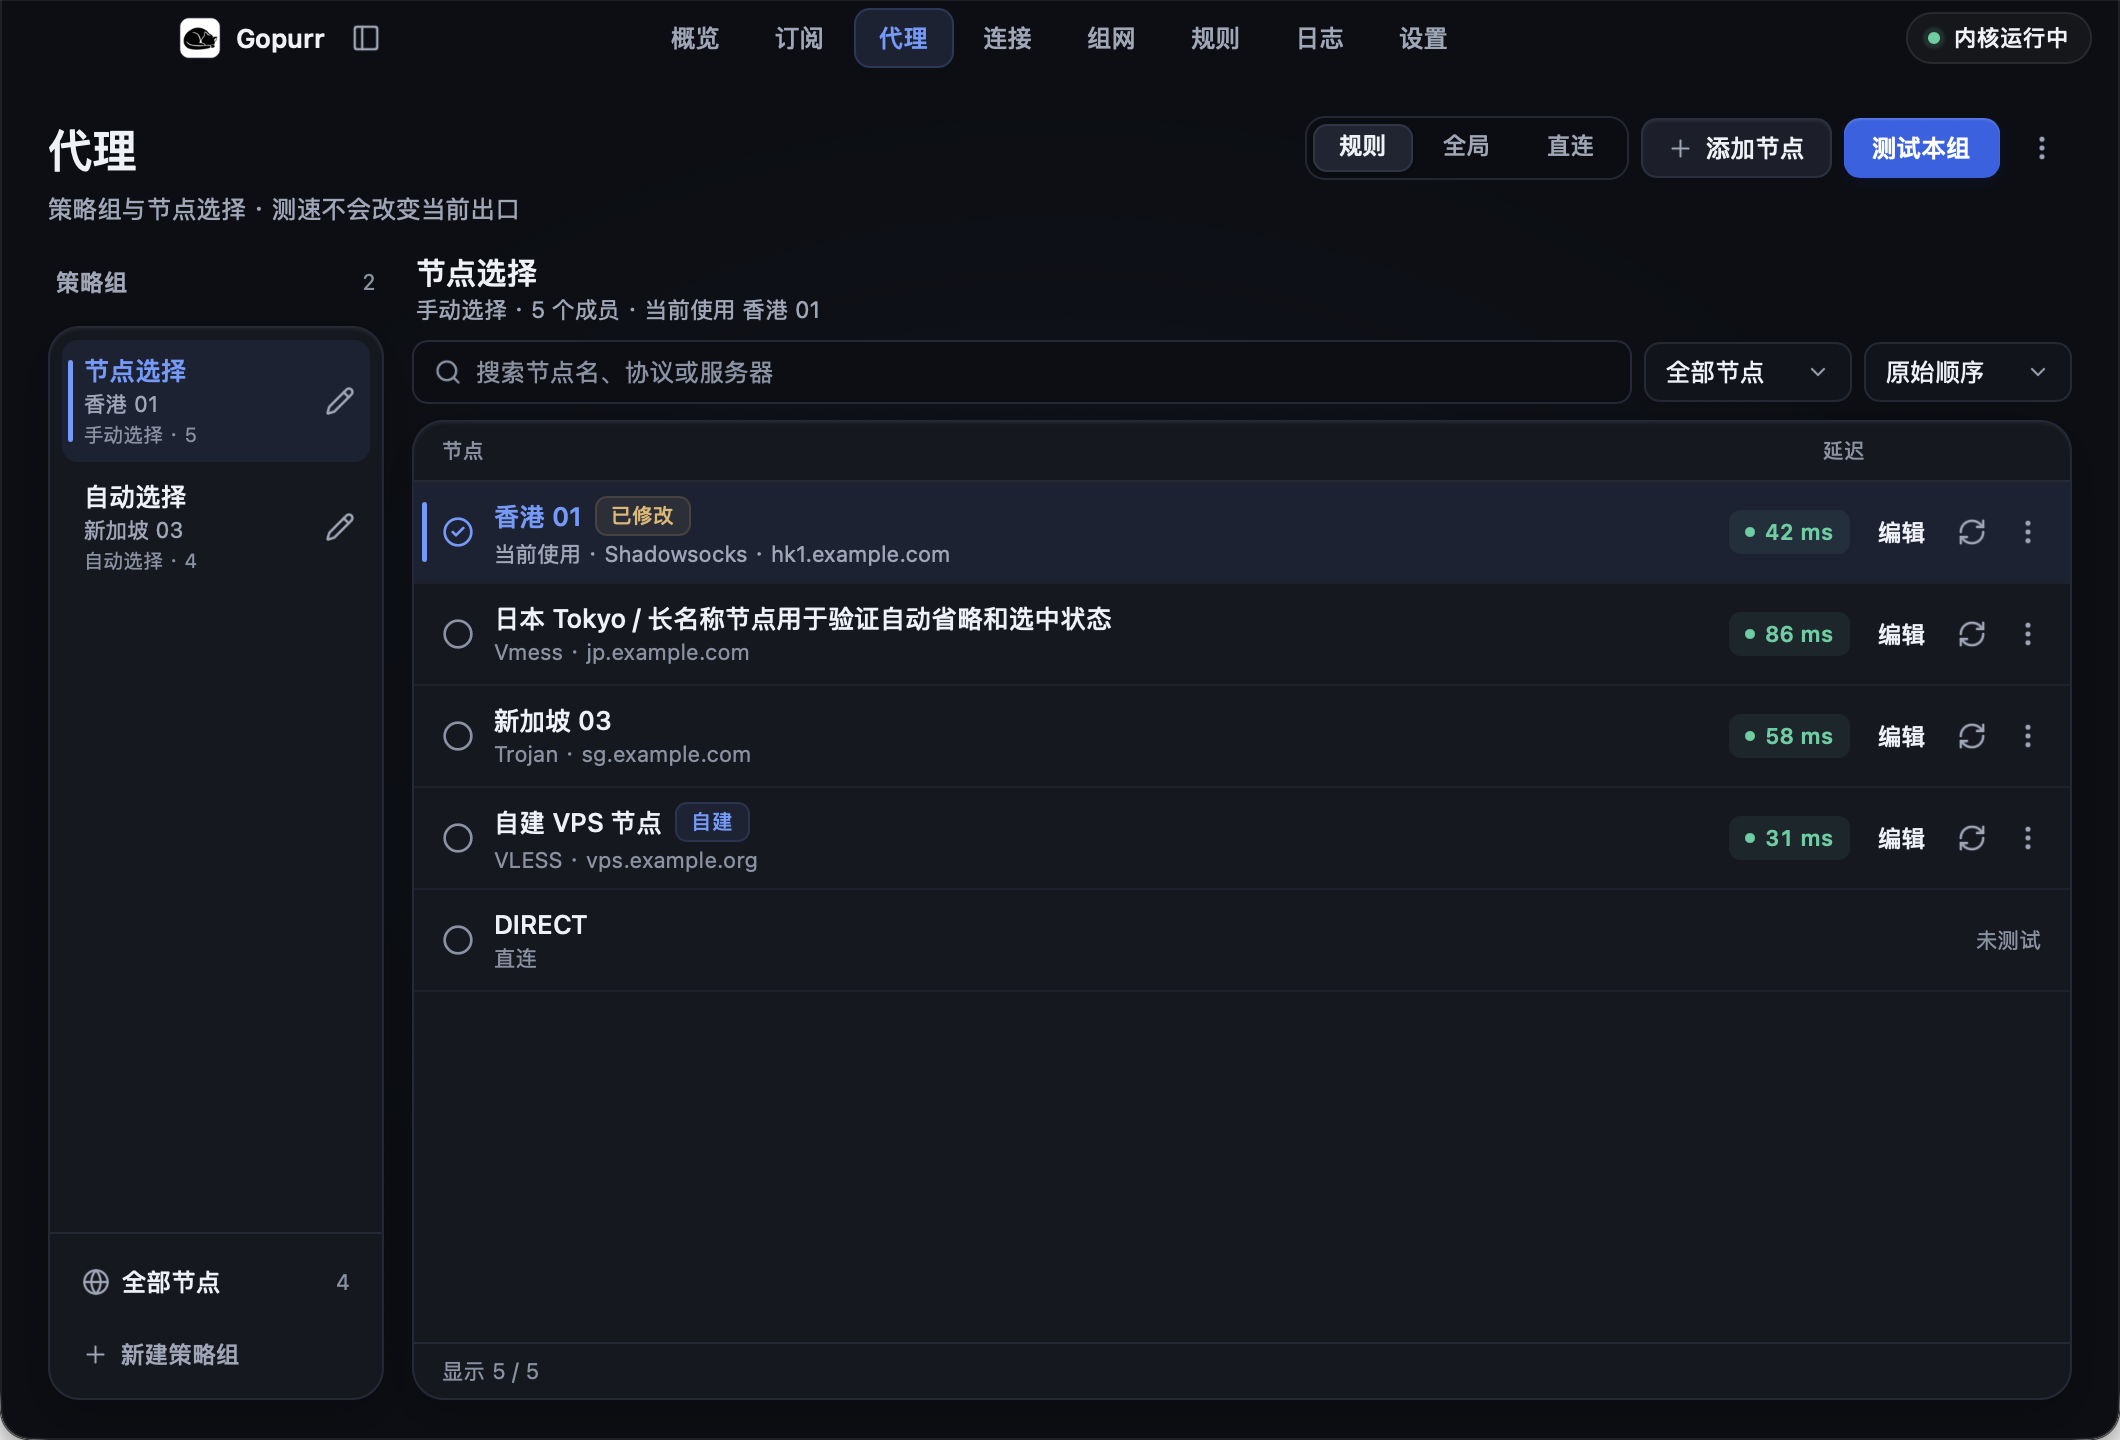 Gopurr
概览 订阅 代理 连接 组网 规则 日志 设置
内核运行中
代理
策略组与节点选择 · 测速不会改变当前出口
规则 全局 直连
添加节点
测试本组
策略组 2
节点选择
香港 01
手动选择 · 5
自动选择
新加坡 03
自动选择 · 4
全部节点 4
新建策略组
节点选择
手动选择 · 5 个成员 · 当前使用 香港 01
搜索节点名、协议或服务器
全部节点
原始顺序
节点 延迟
香港 01 已修改
当前使用 · Shadowsocks · hk1.example.com
42 ms 编辑
日本 Tokyo / 长名称节点用于验证自动省略和选中状态
Vmess · jp.example.com
86 ms 编辑
新加坡 03
Trojan · sg.example.com
58 ms 编辑
自建 VPS 节点 自建
VLESS · vps.example.org
31 ms 编辑
DIRECT
直连
未测试
显示 5 / 5